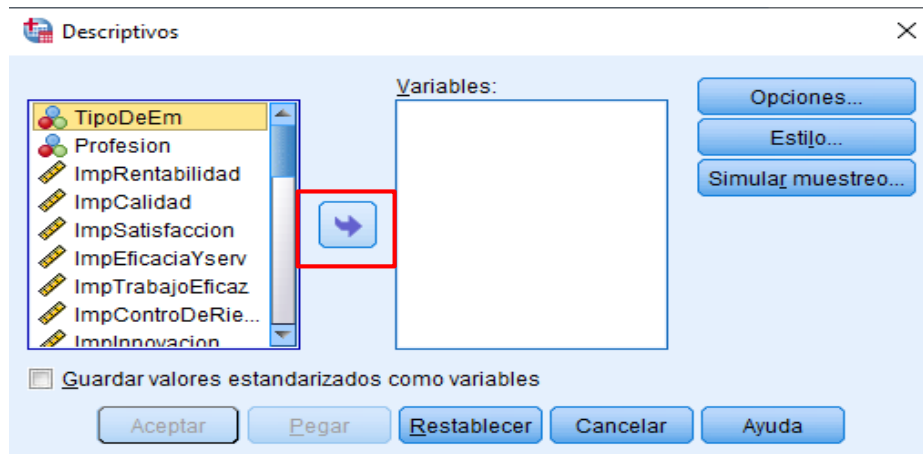 Descriptivos
Variables:
TipoDeEm
Profesion
ImpRentabilidad
ImpCalidad
ImpSatisfaccion
ImpEficaciaYserv
ImpTrabajoEficaz
ImpControDeRie...
ImpInnovacion
Opciones...
Estilo...
Simular muestreo...
Guardar valores estandarizados como variables
Aceptar Pegar Restablecer Cancelar Ayuda